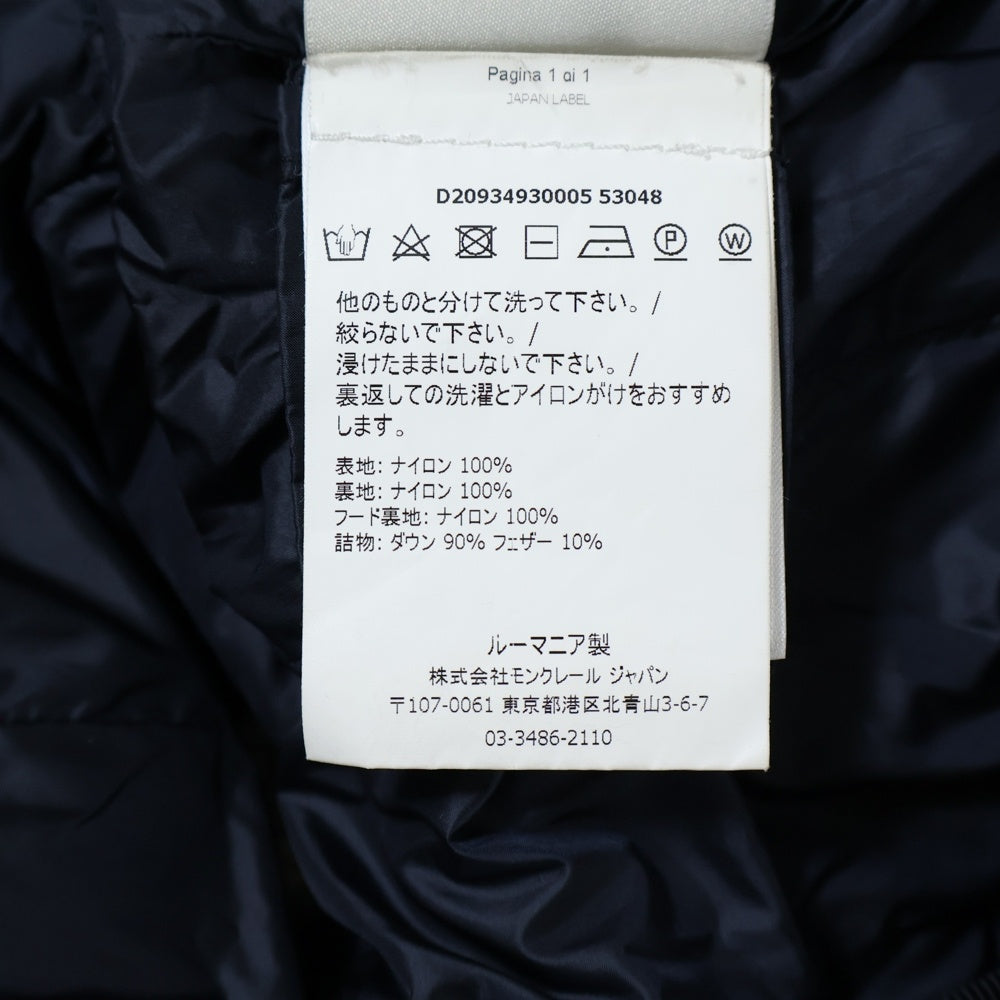 Pagina 1 di 1
JAPAN LABEL
D20934930005 53048
P W
他のものと分けて洗って下さい。/
絞らないで下さい。/
浸けたままにしないで下さい。/
裏返しての洗濯とアイロンがけをおすすめ
します。
表地: ナイロン 100%
裏地: ナイロン 100%
フード裏地: ナイロン 100%
詰物: ダウン 90% フェザー 10%
ルーマニア製
株式会社モンクレール ジャパン
〒107-0061 東京都港区北青山3-6-7
03-3486-2110